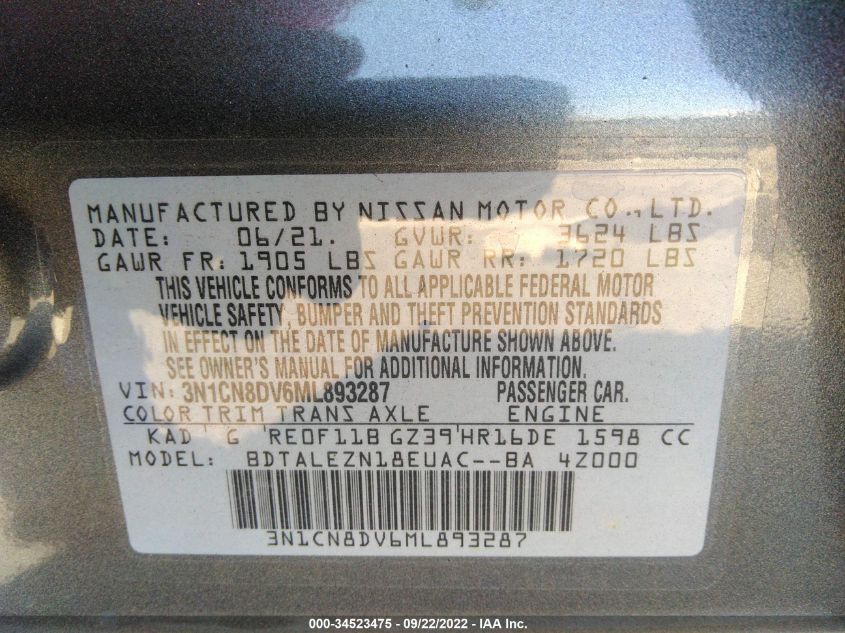 MANUFACTURED BY NISSAN MOTOR CO., LTD.
DATE: 06/21. GVWR: 3624 LBS
GAWR FR: 1905 LBS GAWR RR: 1720 LBS
THIS VEHICLE CONFORMS TO ALL APPLICABLE FEDERAL MOTOR
VEHICLE SAFETY, BUMPER AND THEFT PREVENTION STANDARDS
IN EFFECT ON THE DATE OF MANUFACTURE SHOWN ABOVE.
SEE OWNER'S MANUAL FOR ADDITIONAL INFORMATION.
VIN: 3N1CN8DV6ML893287 PASSENGER CAR.
COLOR TRIM TRANS AXLE ENGINE
KAD G RE0F11B GZ39 HR16DE 1598 CC
MODEL: BDTALEZN18EUAC--BA 4Z000
3N1CN8DV6ML893287
000-34523475 - 09/22/2022 - IAA Inc.